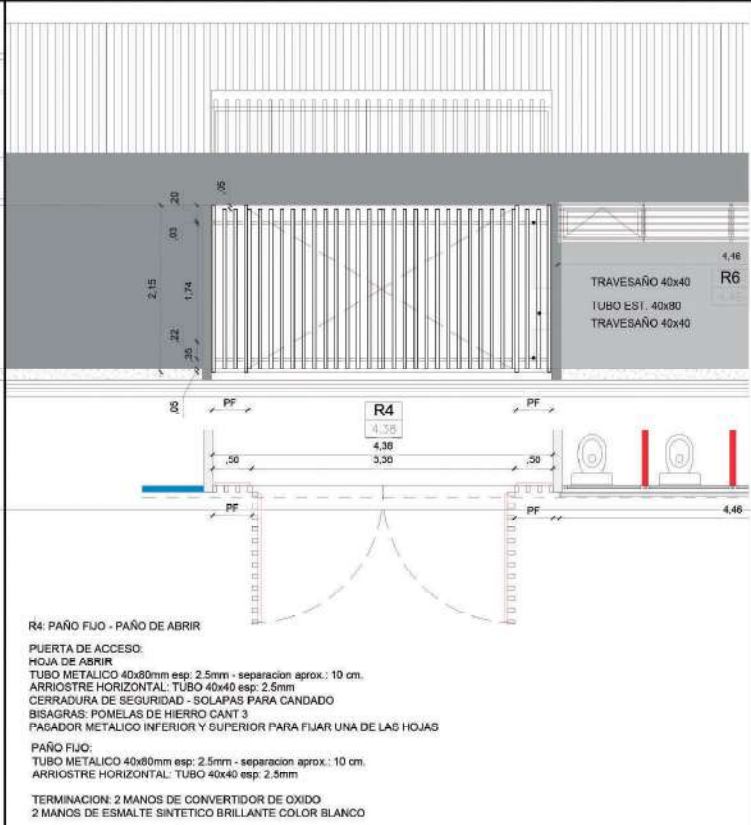 ,20
,05
,03
2,15
1,74
,22
,35
,05
4,46
TRAVESAÑO 40x40
R6
TUBO EST. 40x80
TRAVESAÑO 40x40
PF
R4
PF
4,38
4,38
,50
3,38
,50
PF
PF
4,46
R4: PAÑO FIJO - PAÑO DE ABRIR
PUERTA DE ACCESO:
HOJA DE ABRIR
TUBO METALICO 40x80mm esp: 2.5mm - separacion aprox.: 10 cm.
ARRIOSTRE HORIZONTAL: TUBO 40x40 esp: 2.5mm
CERRADURA DE SEGURIDAD - SOLAPAS PARA CANDADO
BISAGRAS: POMELAS DE HIERRO CANT 3
PASADOR METALICO INFERIOR Y SUPERIOR PARA FIJAR UNA DE LAS HOJAS
PAÑO FIJO:
TUBO METALICO 40x80mm esp: 2.5mm - separacion aprox.: 10 cm.
ARRIOSTRE HORIZONTAL: TUBO 40x40 esp: 2.5mm
TERMINACION: 2 MANOS DE CONVERTIDOR DE OXIDO
2 MANOS DE ESMALTE SINTETICO BRILLANTE COLOR BLANCO